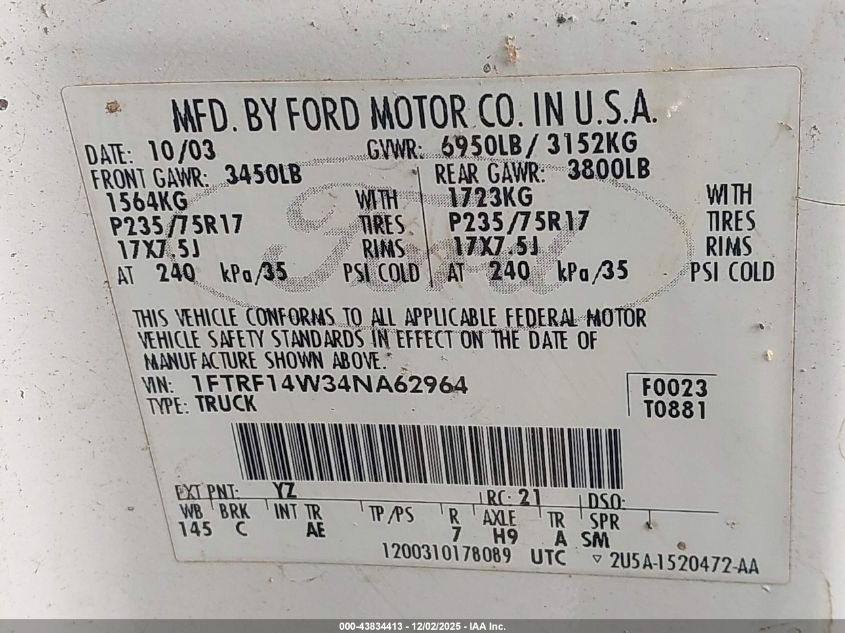 MFD. BY FORD MOTOR CO. IN U.S.A.
DATE: 10/03 GVWR: 6950LB/ 3152KG
FRONT GAWR: 3450LB REAR GAWR: 3800LB
1564KG WITH 1723KG WITH
P235/75R17 TIRES P235/75R17 TIRES
17X7.5J RIMS 17X7.5J RIMS
AT 240 kPa/35 PSI COLD AT 240 kPa/35 PSI COLD
Ford
THIS VEHICLE CONFORMS TO ALL APPLICABLE FEDERAL MOTOR
VEHICLE SAFETY STANDARDS IN EFFECT ON THE DATE OF
MANUFACTURE SHOWN ABOVE.
VIN: 1FTRF14W34NA62964 F0023
TYPE: TRUCK T0881
EXT PNT: YZ RC: 21 DSO:
WB BRK INT TR TP/PS R AXLE TR SPR
145 C AE 7 H9 A SM
1200310178089 UTC ▽ 2U5A-1520472-AA
000-43834413 - 12/02/2025 - IAA Inc.